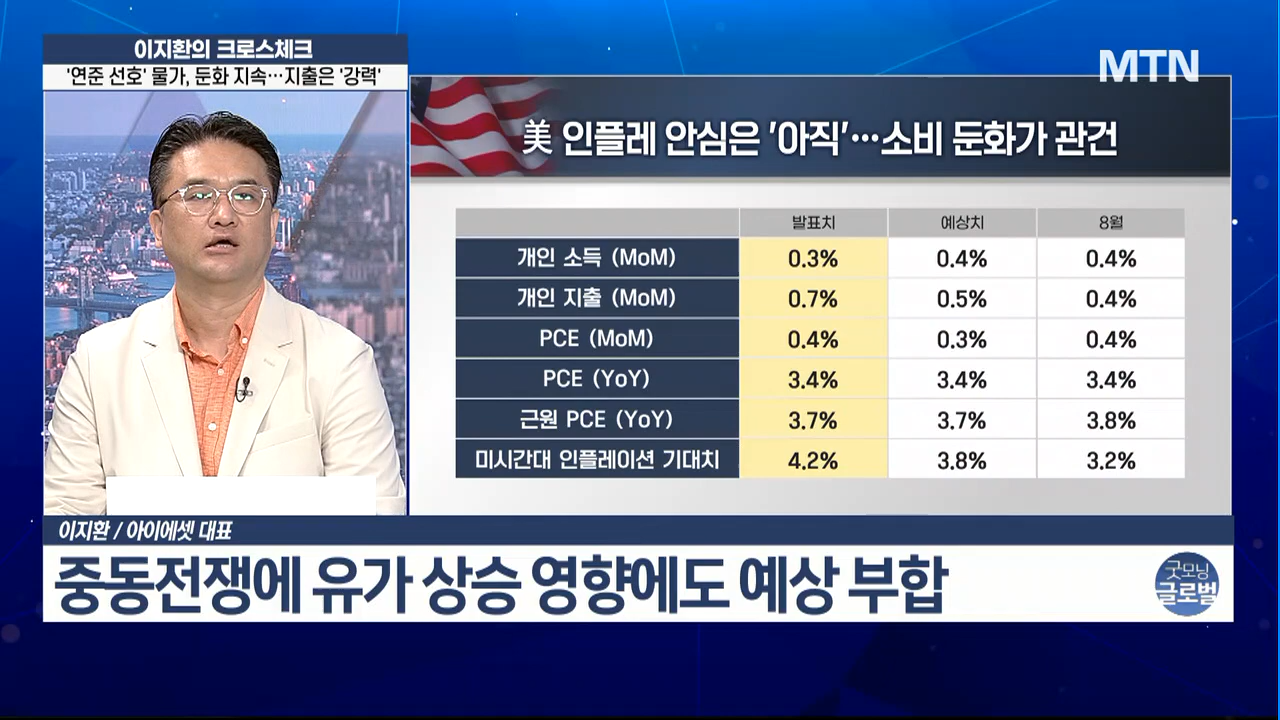 이지환의 크로스체크
'연준 선호' 물가, 둔화 지속…지출은 '강력'
MTN
美 인플레 안심은 '아직'…소비 둔화가 관건
발표치 예상치 8월
개인 소득 (MoM) 0.3% 0.4% 0.4%
개인 지출 (MoM) 0.7% 0.5% 0.4%
PCE (MoM) 0.4% 0.3% 0.4%
PCE (YoY) 3.4% 3.4% 3.4%
근원 PCE (YoY) 3.7% 3.7% 3.8%
미시간대 인플레이션 기대치 4.2% 3.8% 3.2%
이지환 / 아이에셋 대표
중동전쟁에 유가 상승 영향에도 예상 부합
굿모닝
글로벌